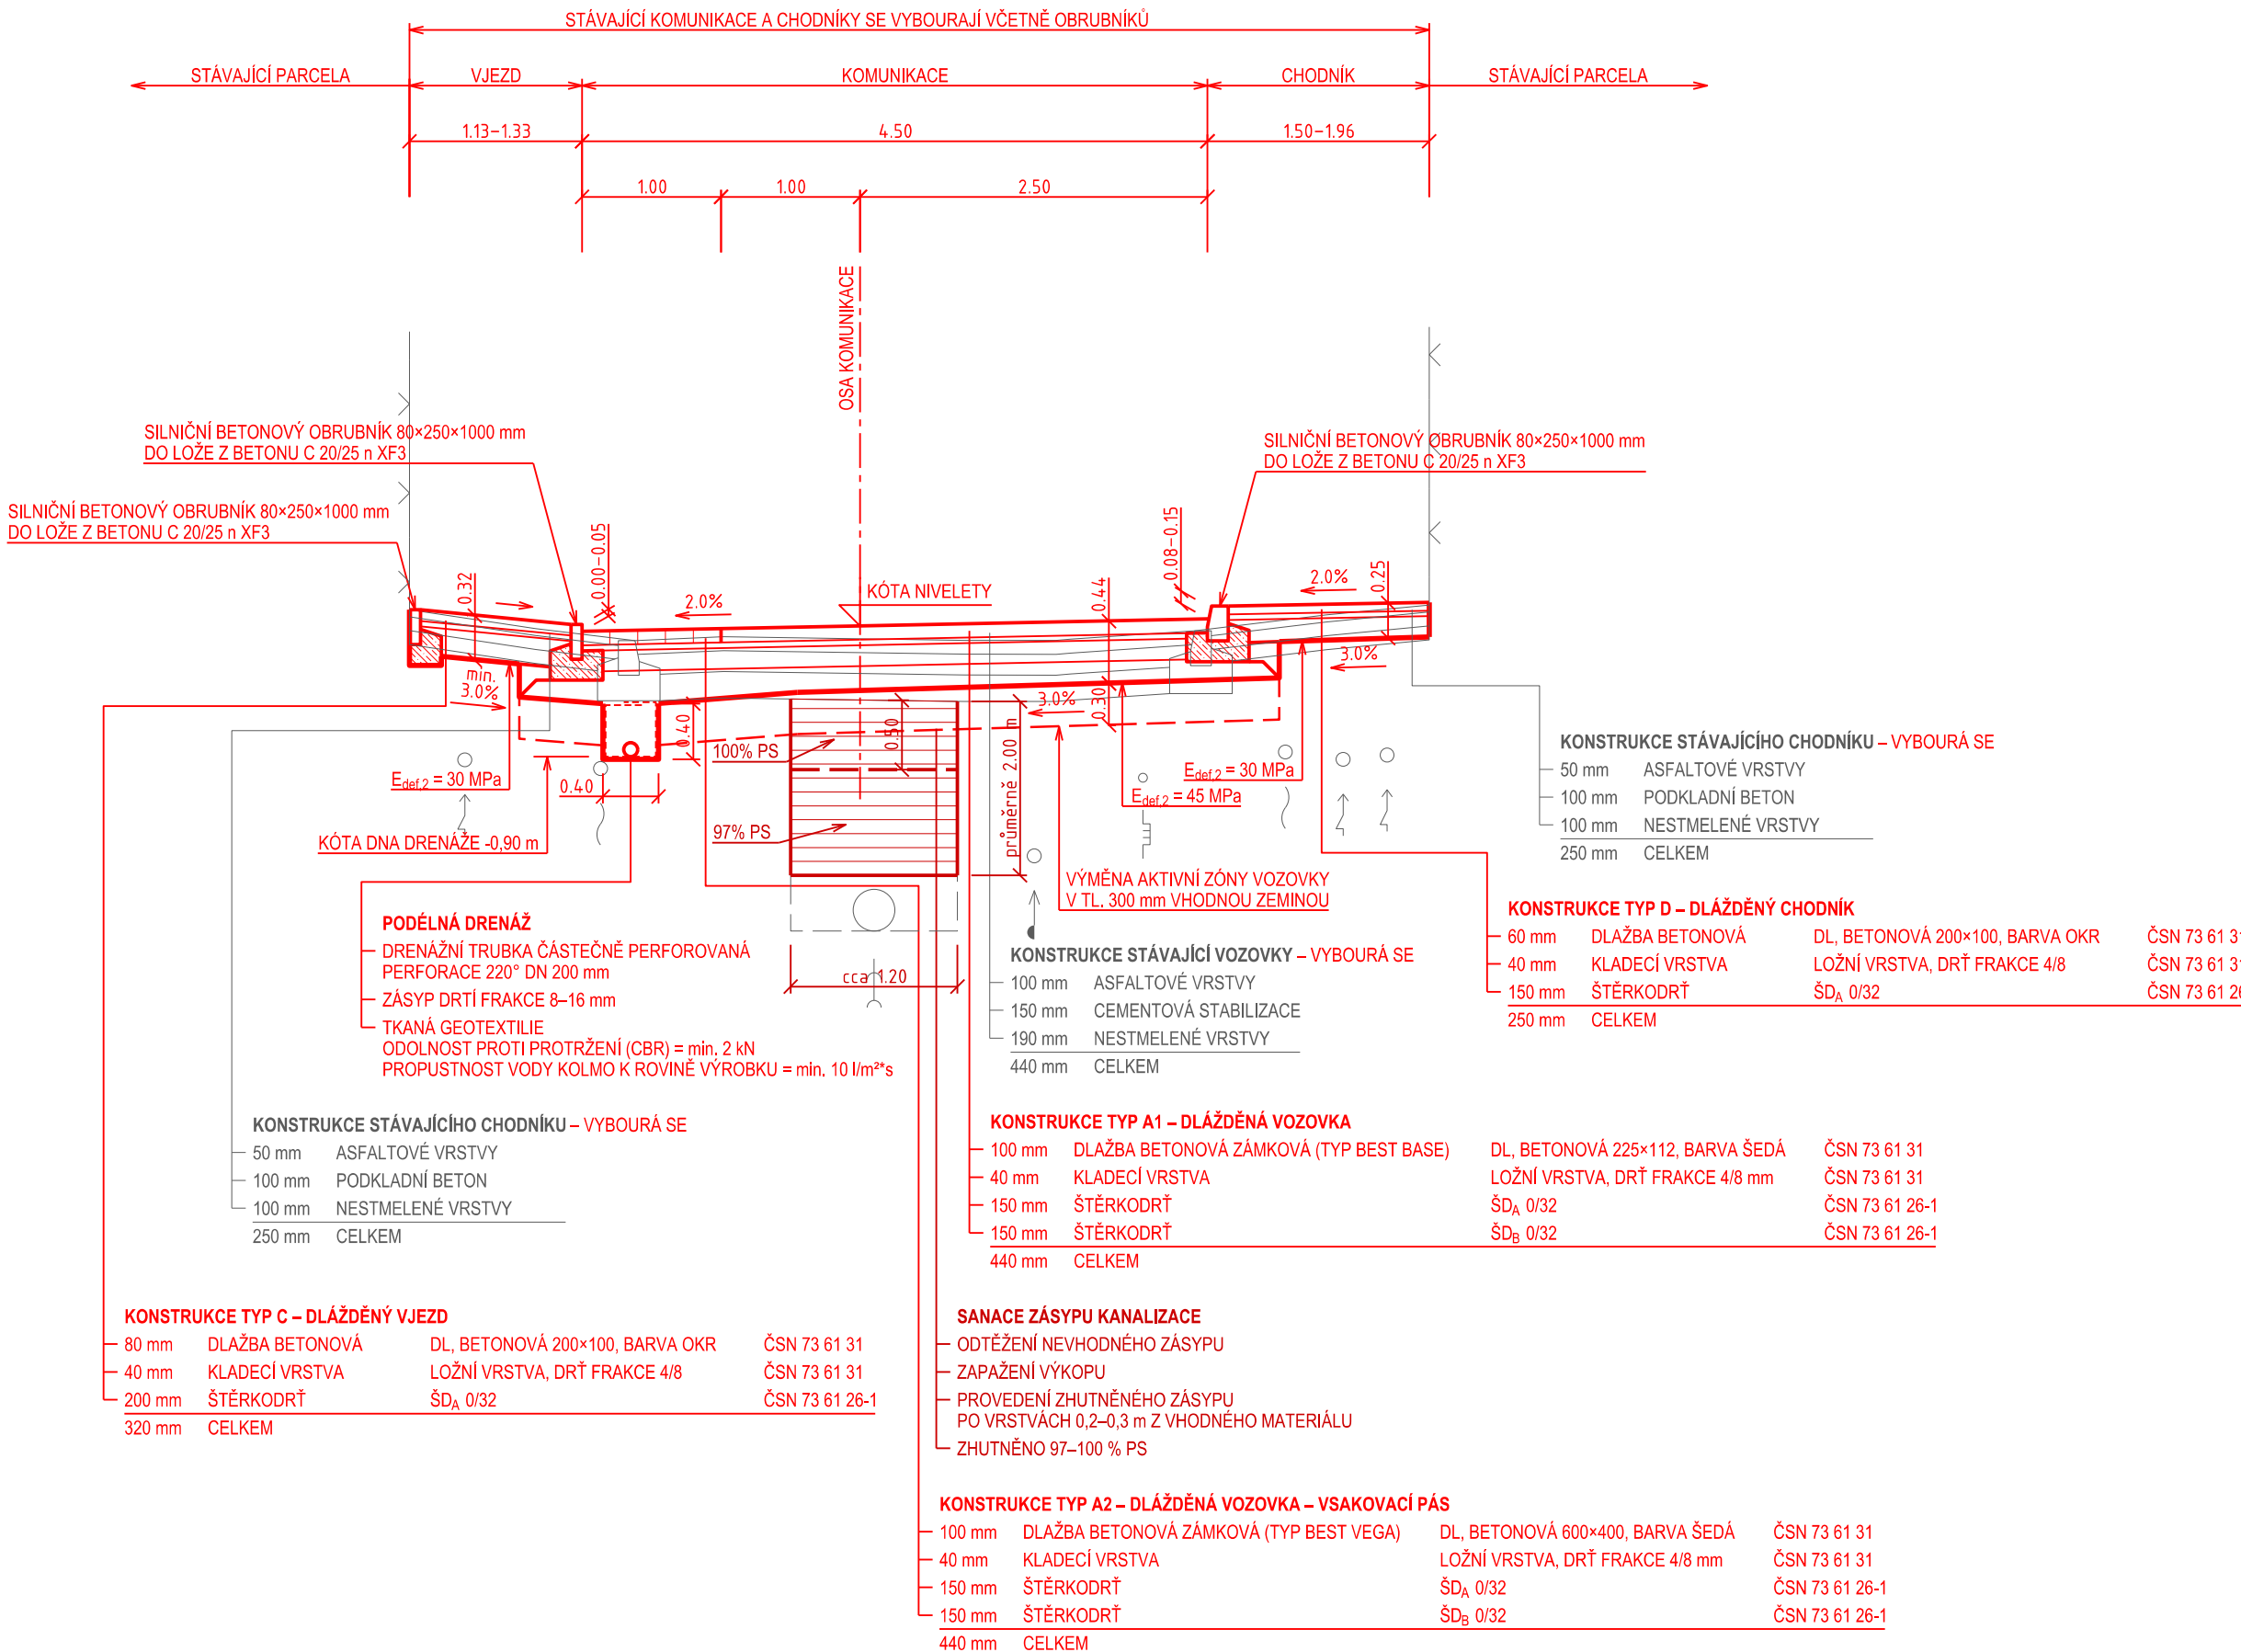 STÁVAJÍCÍ KOMUNIKACE A CHODNÍKY SE VYBOURAJÍ VČETNĚ OBRUBNÍKŮ
STÁVAJÍCÍ PARCELA
VJEZD
KOMUNIKACE
CHODNÍK
STÁVAJÍCÍ PARCELA
1.13–1.33
4.50
1.50–1.96
1.00
1.00
2.50
OSA KOMUNIKACE
SILNIČNÍ BETONOVÝ OBRUBNÍK 80×250×1000 mm
DO LOŽE Z BETONU C 20/25 n XF3
SILNIČNÍ BETONOVÝ OBRUBNÍK 80×250×1000 mm
DO LOŽE Z BETONU C 20/25 n XF3
SILNIČNÍ BETONOVÝ OBRUBNÍK 80×250×1000 mm
DO LOŽE Z BETONU C 20/25 n XF3
0.32
0.00–0.05
2.0%
KÓTA NIVELETY
0.44
0.08–0.15
2.0%
0.25
min.
3.0%
3.0%
3.0%
0.30
0.40
0.50
průměrně 2.00 m
100% PS
97% PS
0.40
Edef,2 = 30 MPa
Edef,2 = 30 MPa
Edef,2 = 45 MPa
KÓTA DNA DRENÁŽE -0,90 m
VÝMĚNA AKTIVNÍ ZÓNY VOZOVKY
V TL. 300 mm VHODNOU ZEMINOU
cca 1.20
KONSTRUKCE STÁVAJÍCÍHO CHODNÍKU – VYBOURÁ SE
50 mm ASFALTOVÉ VRSTVY
100 mm PODKLADNÍ BETON
100 mm NESTMELENÉ VRSTVY
250 mm CELKEM
PODÉLNÁ DRENÁŽ
DRENÁŽNÍ TRUBKA ČÁSTEČNĚ PERFOROVANÁ
PERFORACE 220° DN 200 mm
ZÁSYP DRTÍ FRAKCE 8–16 mm
TKANÁ GEOTEXTILIE
ODOLNOST PROTI PROTRŽENÍ (CBR) = min. 2 kN
PROPUSTNOST VODY KOLMO K ROVINĚ VÝROBKU = min. 10 l/m²*s
KONSTRUKCE STÁVAJÍCÍ VOZOVKY – VYBOURÁ SE
100 mm ASFALTOVÉ VRSTVY
150 mm CEMENTOVÁ STABILIZACE
190 mm NESTMELENÉ VRSTVY
440 mm CELKEM
KONSTRUKCE TYP D – DLÁŽDĚNÝ CHODNÍK
60 mm DLAŽBA BETONOVÁ DL, BETONOVÁ 200×100, BARVA OKR ČSN 73 61 31
40 mm KLADECÍ VRSTVA LOŽNÍ VRSTVA, DRŤ FRAKCE 4/8 ČSN 73 61 31
150 mm ŠTĚRKODRŤ ŠDA 0/32 ČSN 73 61 26
250 mm CELKEM
KONSTRUKCE STÁVAJÍCÍHO CHODNÍKU – VYBOURÁ SE
50 mm ASFALTOVÉ VRSTVY
100 mm PODKLADNÍ BETON
100 mm NESTMELENÉ VRSTVY
250 mm CELKEM
KONSTRUKCE TYP A1 – DLÁŽDĚNÁ VOZOVKA
100 mm DLAŽBA BETONOVÁ ZÁMKOVÁ (TYP BEST BASE) DL, BETONOVÁ 225×112, BARVA ŠEDÁ ČSN 73 61 31
40 mm KLADECÍ VRSTVA LOŽNÍ VRSTVA, DRŤ FRAKCE 4/8 mm ČSN 73 61 31
150 mm ŠTĚRKODRŤ ŠDA 0/32 ČSN 73 61 26-1
150 mm ŠTĚRKODRŤ ŠDB 0/32 ČSN 73 61 26-1
440 mm CELKEM
KONSTRUKCE TYP C – DLÁŽDĚNÝ VJEZD
80 mm DLAŽBA BETONOVÁ DL, BETONOVÁ 200×100, BARVA OKR ČSN 73 61 31
40 mm KLADECÍ VRSTVA LOŽNÍ VRSTVA, DRŤ FRAKCE 4/8 ČSN 73 61 31
200 mm ŠTĚRKODRŤ ŠDA 0/32 ČSN 73 61 26-1
320 mm CELKEM
SANACE ZÁSYPU KANALIZACE
ODTĚŽENÍ NEVHODNÉHO ZÁSYPU
ZAPAŽENÍ VÝKOPU
PROVEDENÍ ZHUTNĚNÉHO ZÁSYPU
PO VRSTVÁCH 0,2–0,3 m Z VHODNÉHO MATERIÁLU
ZHUTNĚNO 97–100 % PS
KONSTRUKCE TYP A2 – DLÁŽDĚNÁ VOZOVKA – VSAKOVACÍ PÁS
100 mm DLAŽBA BETONOVÁ ZÁMKOVÁ (TYP BEST VEGA) DL, BETONOVÁ 600×400, BARVA ŠEDÁ ČSN 73 61 31
40 mm KLADECÍ VRSTVA LOŽNÍ VRSTVA, DRŤ FRAKCE 4/8 mm ČSN 73 61 31
150 mm ŠTĚRKODRŤ ŠDA 0/32 ČSN 73 61 26-1
150 mm ŠTĚRKODRŤ ŠDB 0/32 ČSN 73 61 26-1
440 mm CELKEM